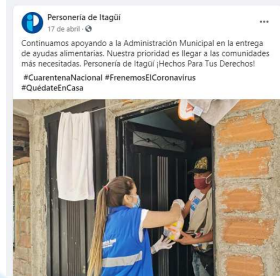 Personería de Itagüí
17 de abril ·
Continuamos apoyando a la Administración Municipal en la entrega
de ayudas alimentarias. Nuestra prioridad es llegar a las comunidades
más necesitadas. Personería de Itagüí ¡Hechos Para Tus Derechos!
#CuarentenaNacional #FrenemosElCoronavirus
#QuédateEnCasa